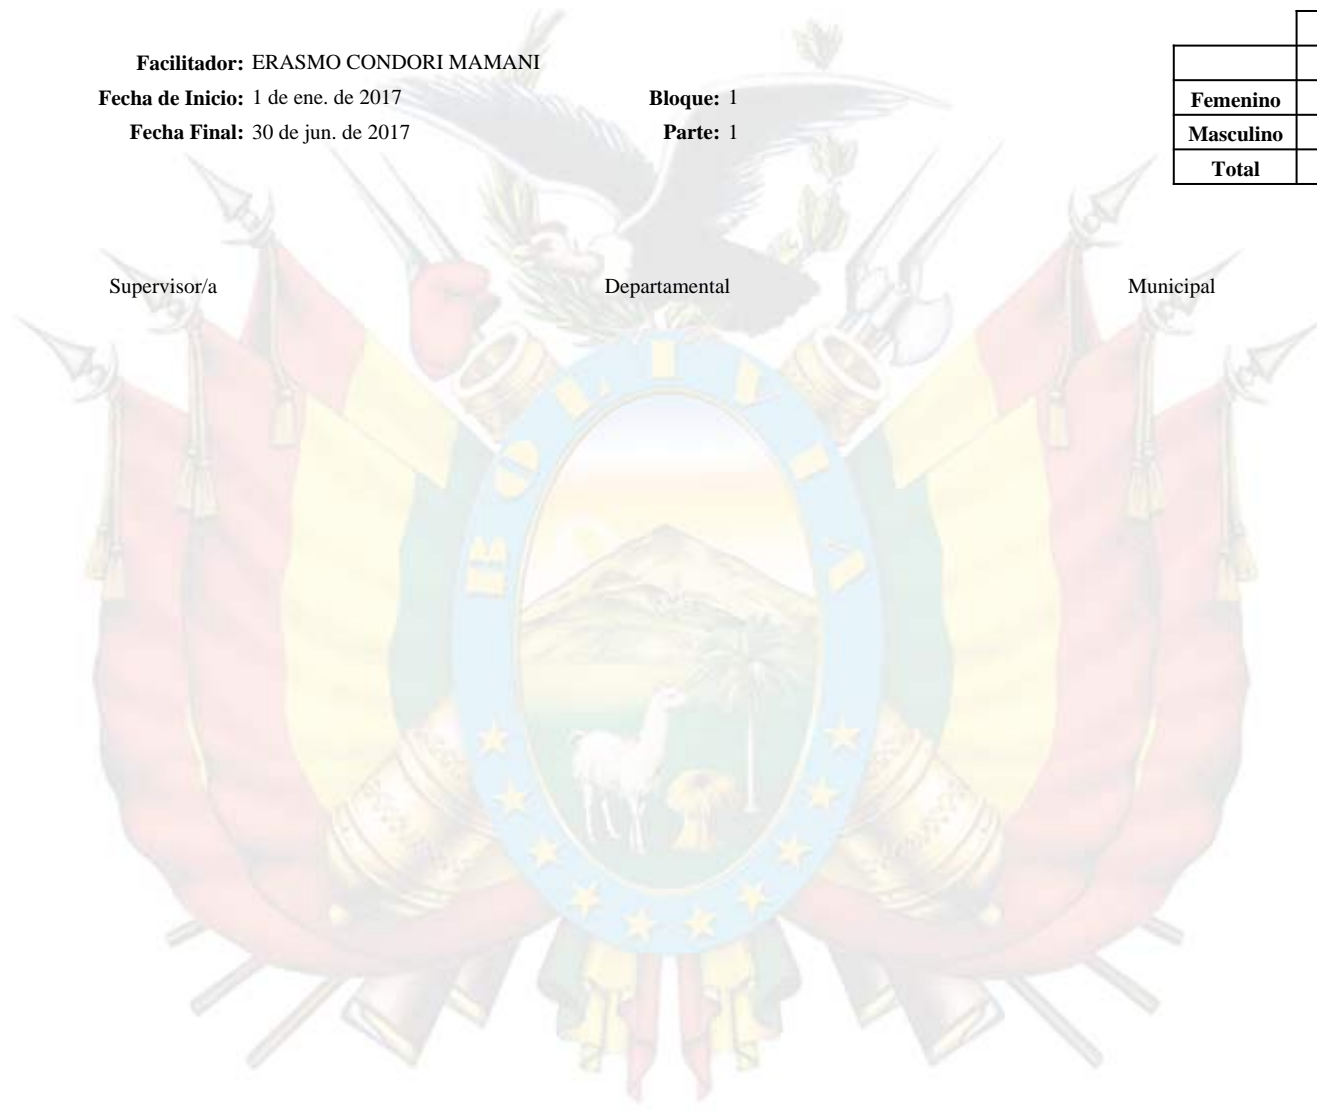 Facilitador: ERASMO CONDORI MAMANI
Fecha de Inicio: 1 de ene. de 2017 Bloque: 1
Fecha Final: 30 de jun. de 2017 Parte: 1
Femenino
Masculino
Total
Supervisor/a Departamental Municipal
BOLIVIA